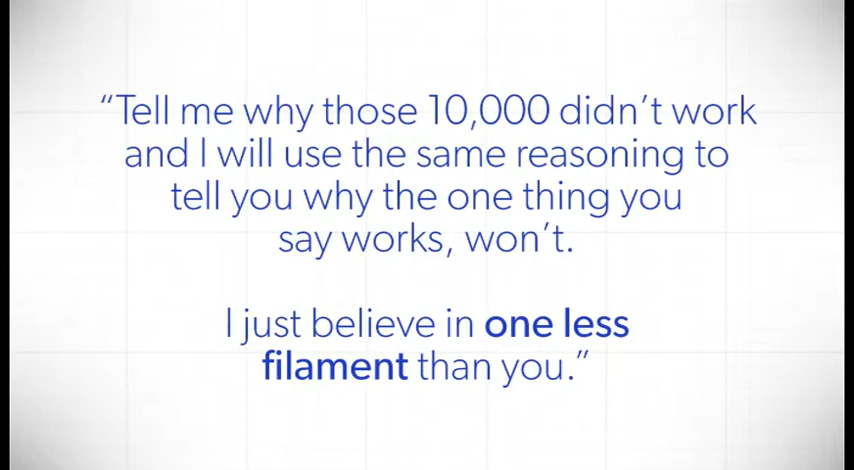 “Tell me why those 10,000 didn’t work
and I will use the same reasoning to
tell you why the one thing you
say works, won’t.
I just believe in one less
filament than you.”